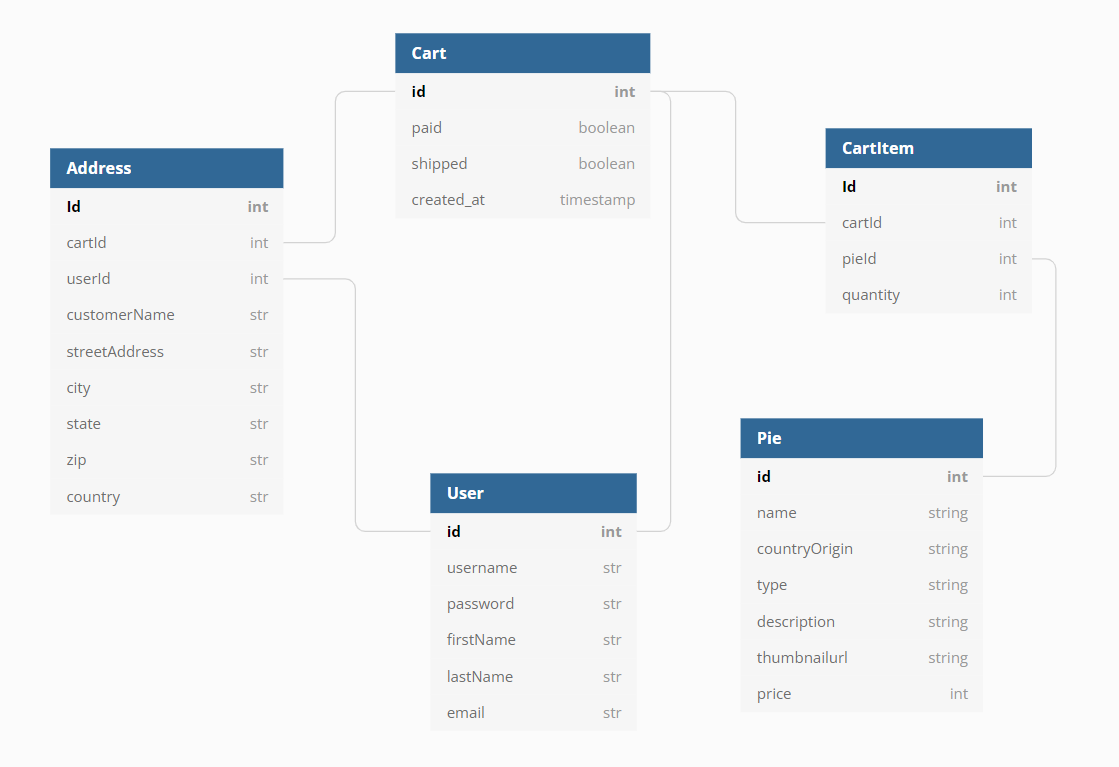 Cart
id int
paid boolean
shipped boolean
created_at timestamp
Address
Id int
cartId int
userId int
customerName str
streetAddress str
city str
state str
zip str
country str
CartItem
Id int
cartId int
pieId int
quantity int
User
id int
username str
password str
firstName str
lastName str
email str
Pie
id int
name string
countryOrigin string
type string
description string
thumbnailurl string
price int